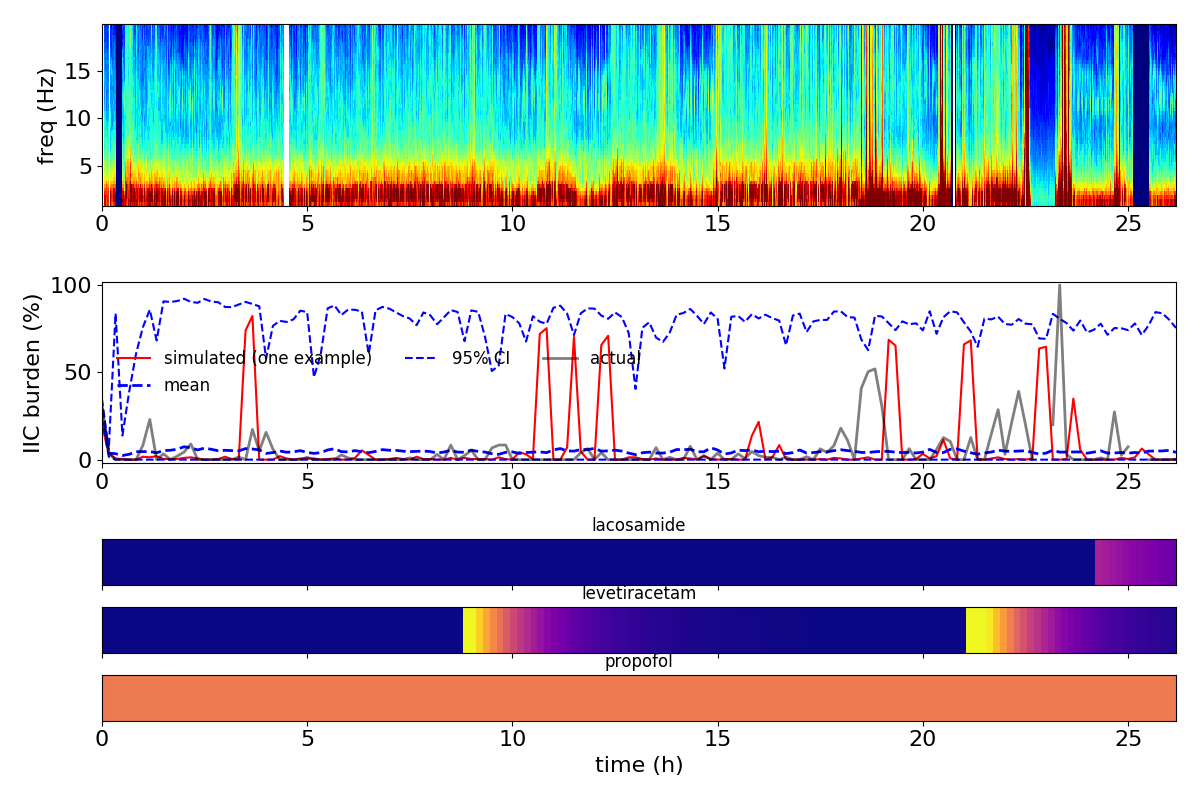 freq (Hz)
15
10
5
0 5 10 15 20 25
IIC burden (%)
100
50
0
simulated (one example) 95% CI actual
mean
0 5 10 15 20 25
lacosamide
levetiracetam
propofol
0 5 10 15 20 25
time (h)